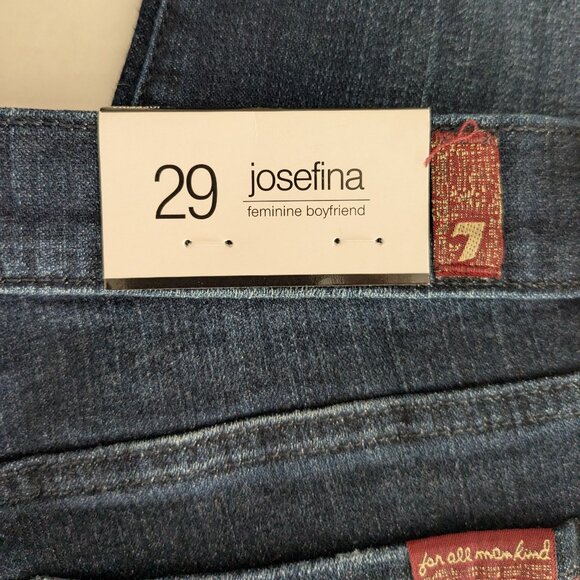 29
josefina
feminine boyfriend
7
for all mankind